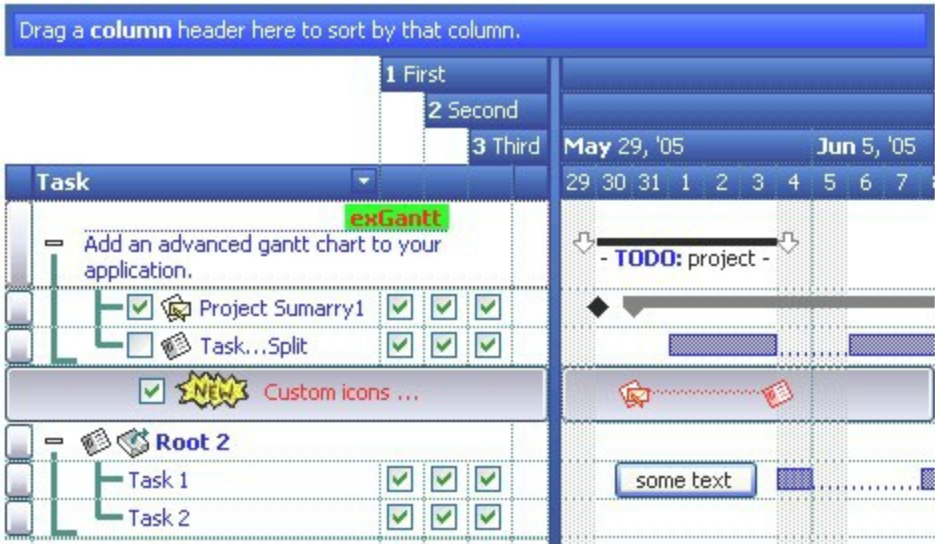 Drag a column header here to sort by that column.
1 First
2 Second
3 Third
May 29, '05
Jun 5, '05
Task
29 30 31 1 2 3 4 5 6 7
exGantt
Add an advanced gantt chart to your
application.
- TODO: project -
Project Sumarry1
Task...Split
NEW
Custom icons ...
Root 2
Task 1
some text
Task 2